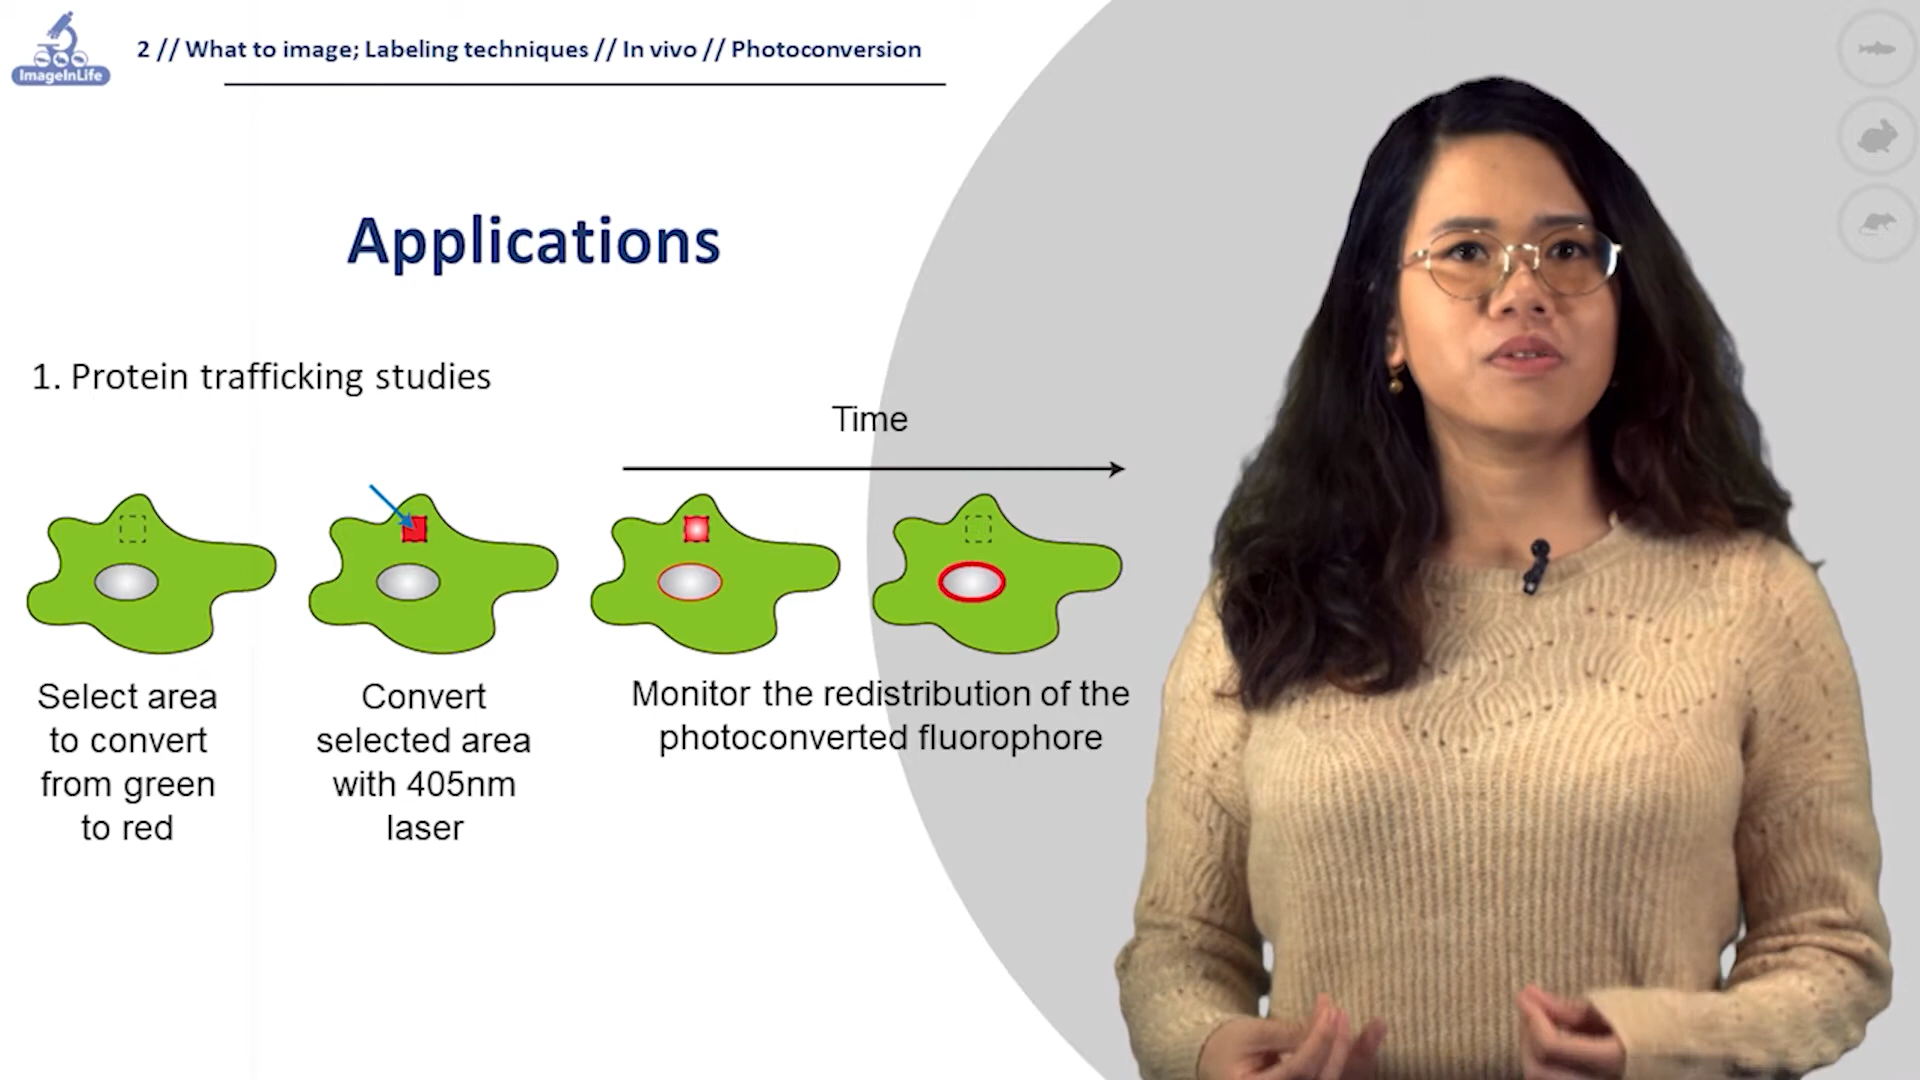 ImageInLife
2 // What to image; Labeling techniques // In vivo // Photoconversion
Applications
1. Protein trafficking studies
Time
Select area
to convert
from green
to red
Convert
selected area
with 405nm
laser
Monitor the redistribution of the
photoconverted fluorophore